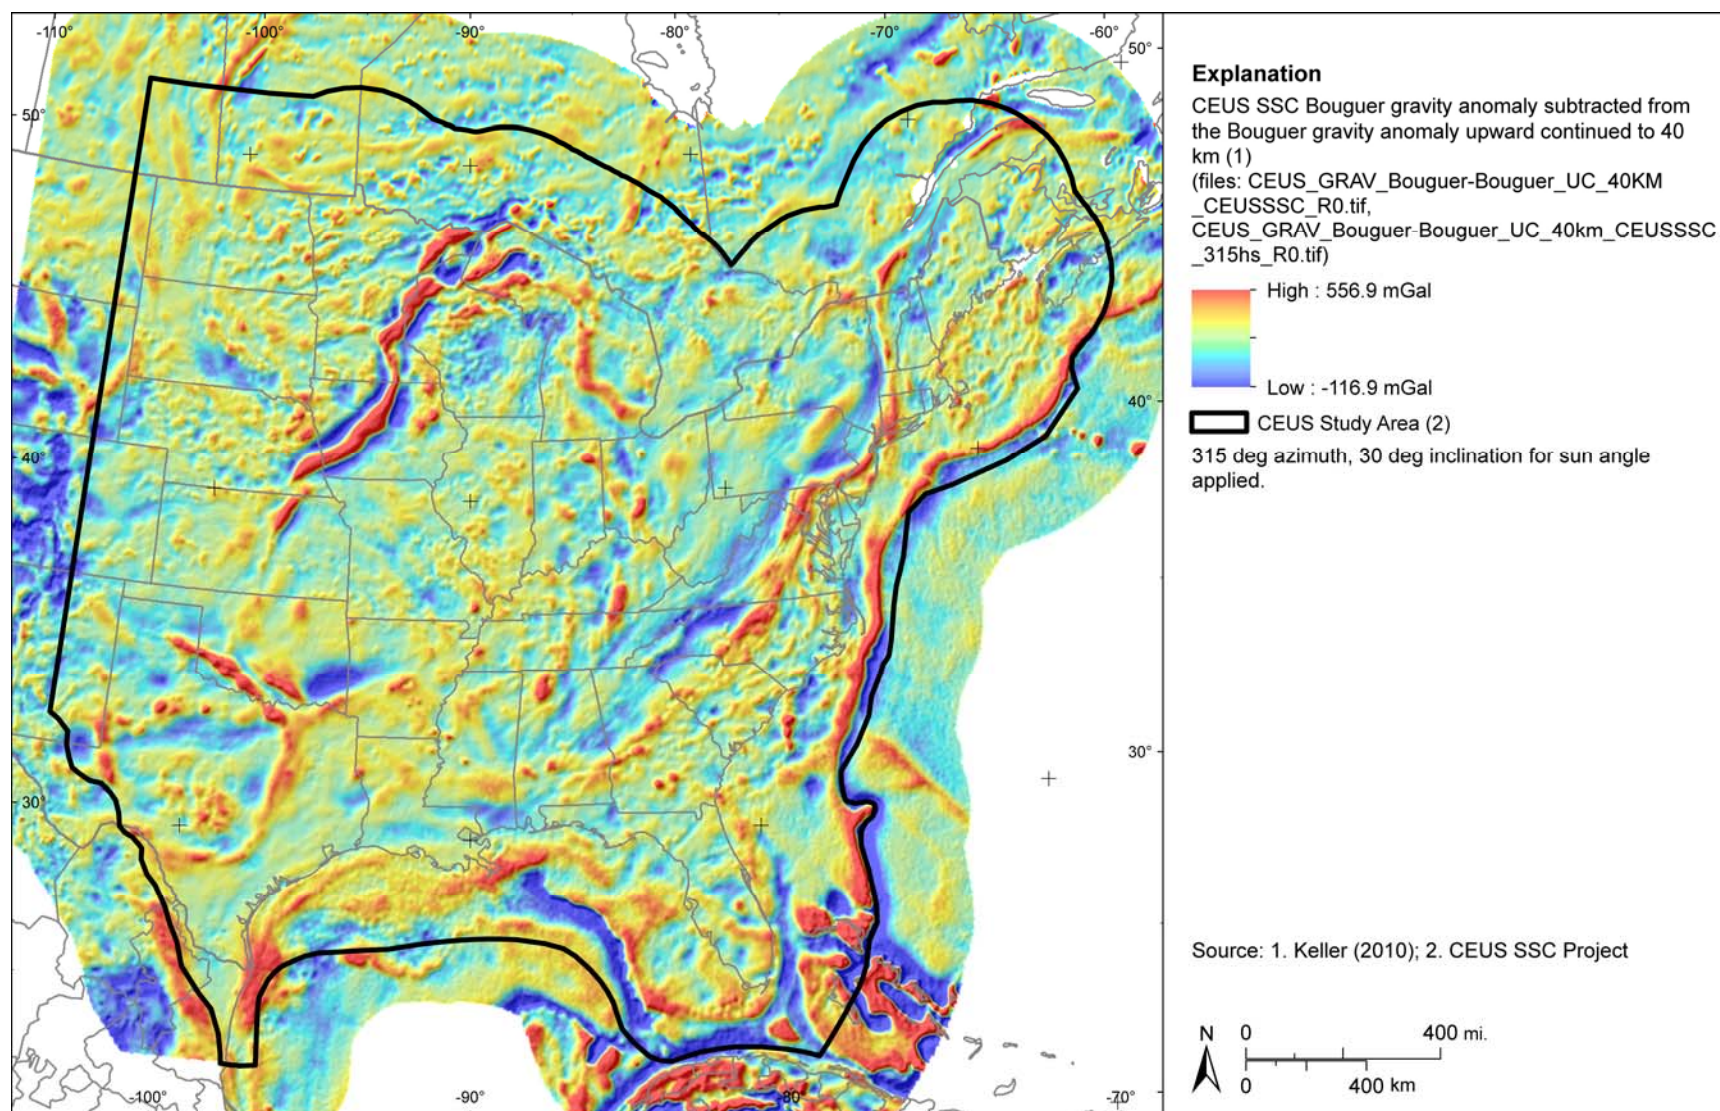 -110°
-100°
-90°
-80°
-70°
-60°
50°
50°
40°
40°
30°
30°
-100°
-90°
-80°
-70°
Explanation
CEUS SSC Bouguer gravity anomaly subtracted from
the Bouguer gravity anomaly upward continued to 40
km (1)
(files: CEUS_GRAV_Bouguer-Bouguer_UC_40KM
_CEUSSSC_R0.tif,
CEUS_GRAV_Bouguer-Bouguer_UC_40km_CEUSSSC
_315hs_R0.tif)
High : 556.9 mGal
Low : -116.9 mGal
CEUS Study Area (2)
315 deg azimuth, 30 deg inclination for sun angle
applied.
Source: 1. Keller (2010); 2. CEUS SSC Project
N
0 400 mi.
0 400 km